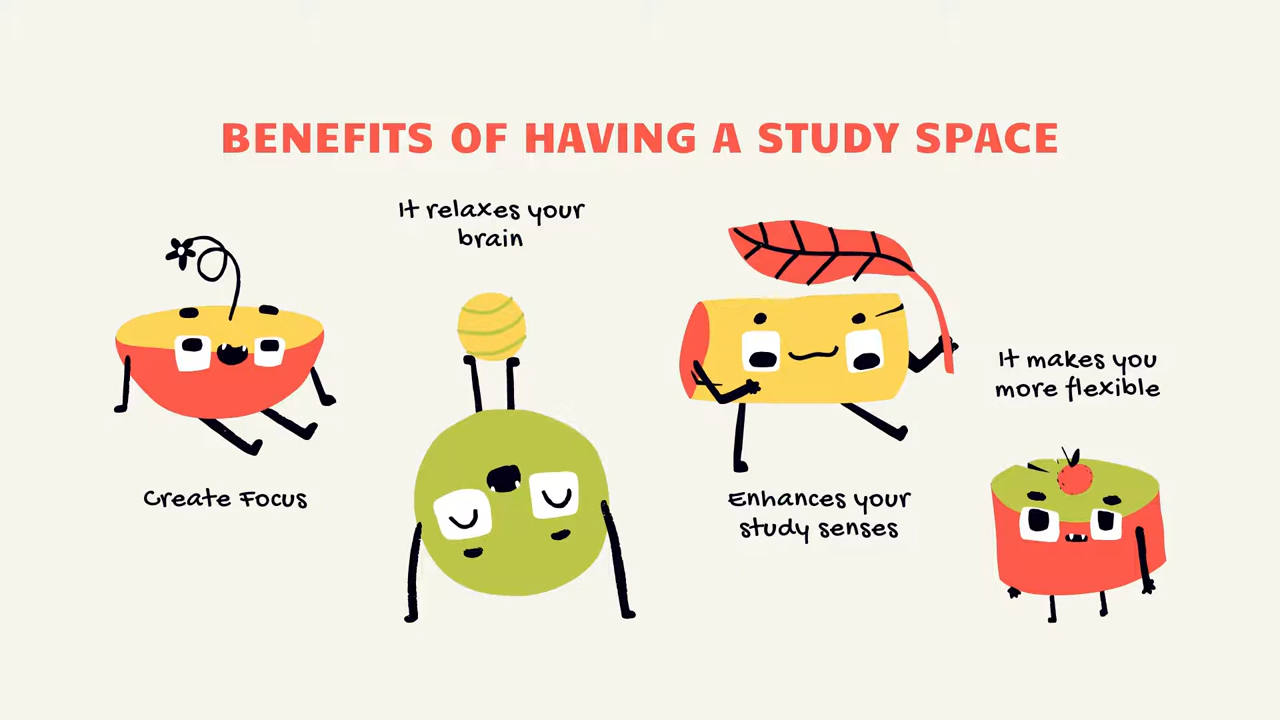 BENEFITS OF HAVING A STUDY SPACE
It relaxes your
brain
Create Focus
Enhances your
study senses
It makes you
more flexible